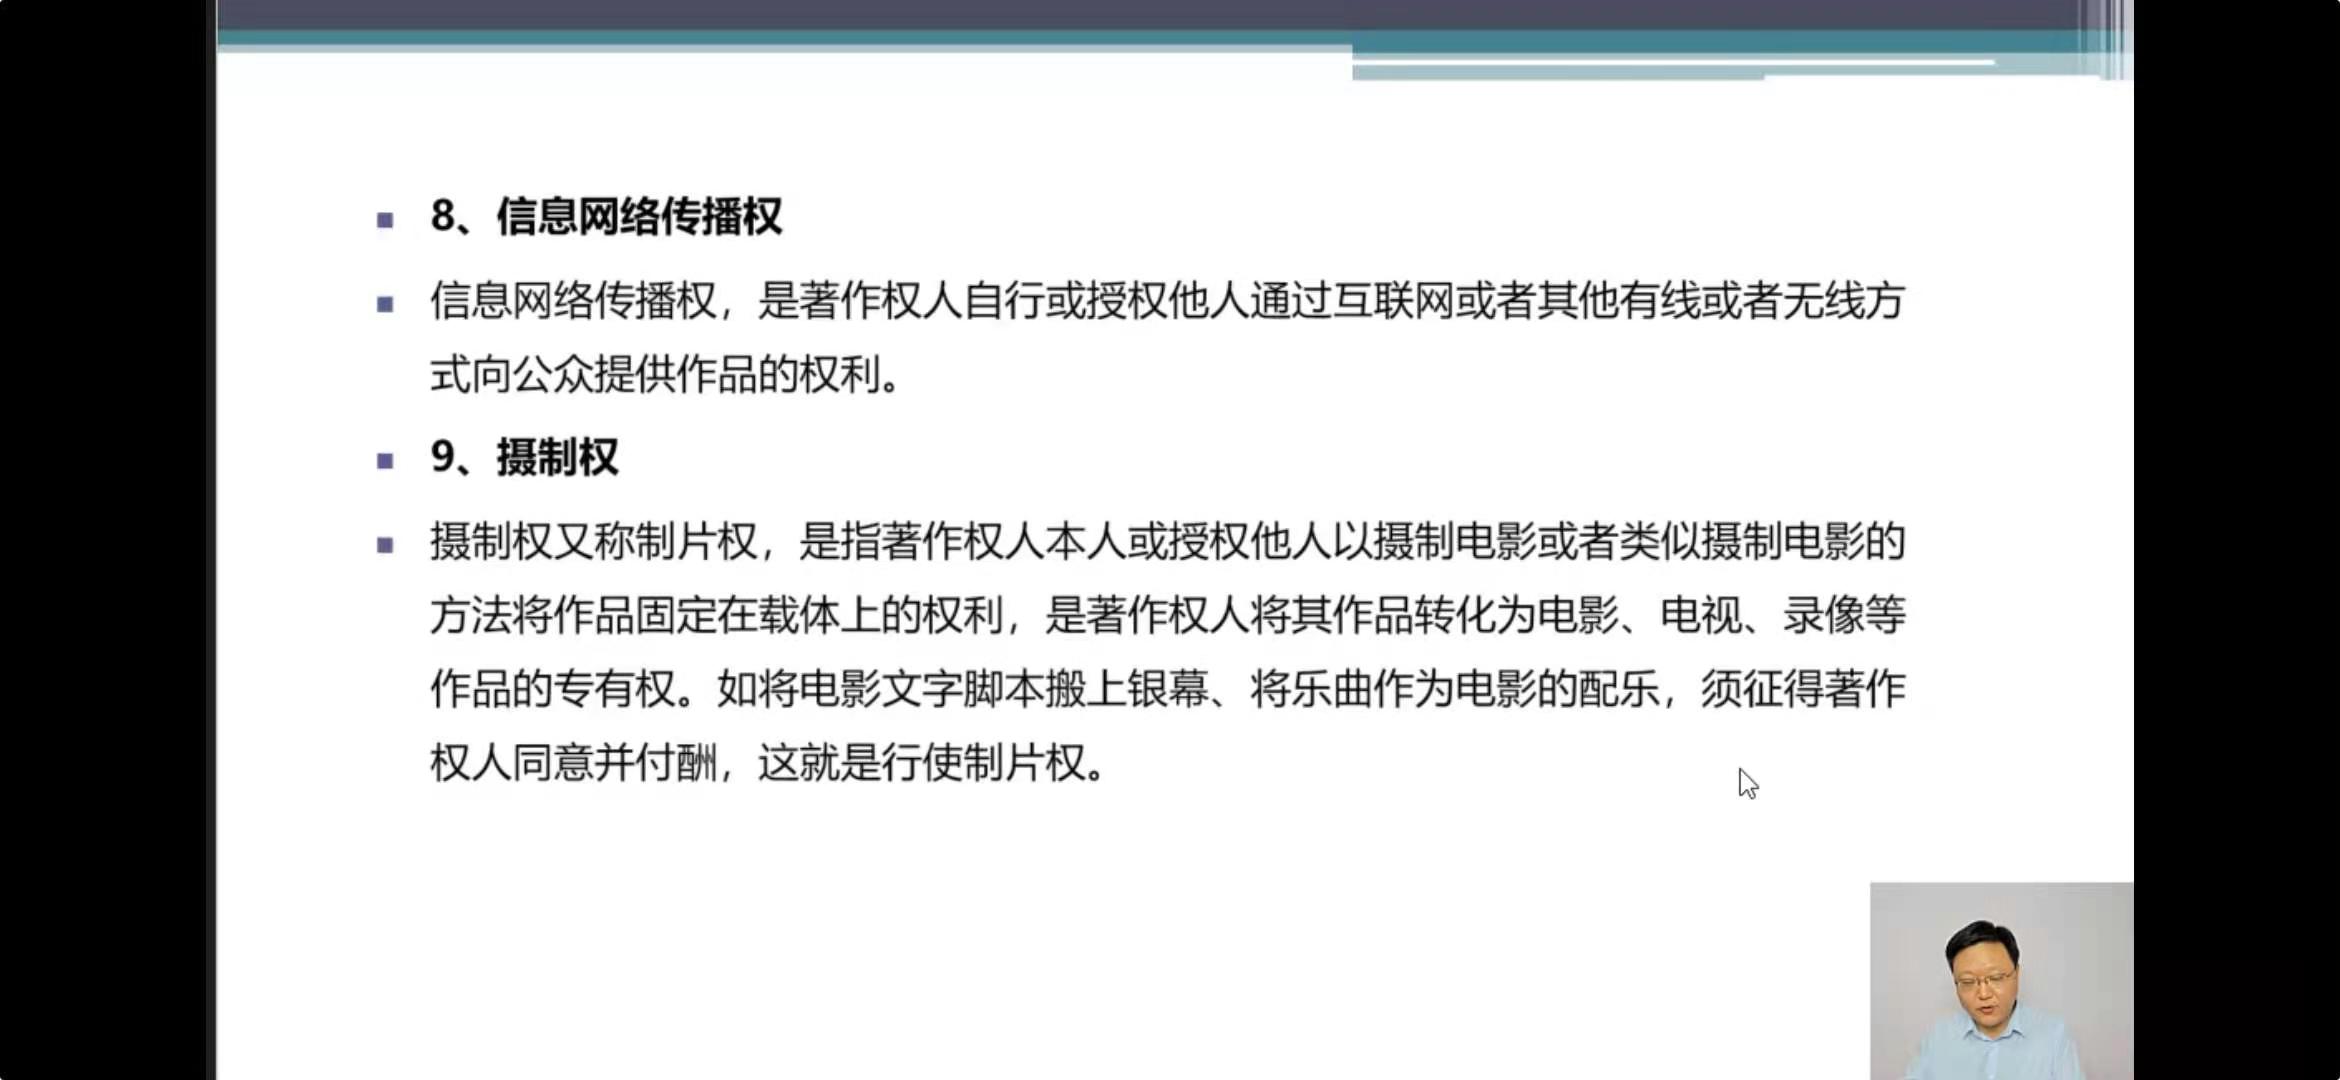 8、信息网络传播权
信息网络传播权，是著作权人自行或授权他人通过互联网或者其他有线或者无线方
式向公众提供作品的权利。
9、摄制权
摄制权又称制片权，是指著作权人本人或授权他人以摄制电影或者类似摄制电影的
方法将作品固定在载体上的权利，是著作权人将其作品转化为电影、电视、录像等
作品的专有权。如将电影文字脚本搬上银幕、将乐曲作为电影的配乐，须征得著作
权人同意并付酬，这就是行使制片权。